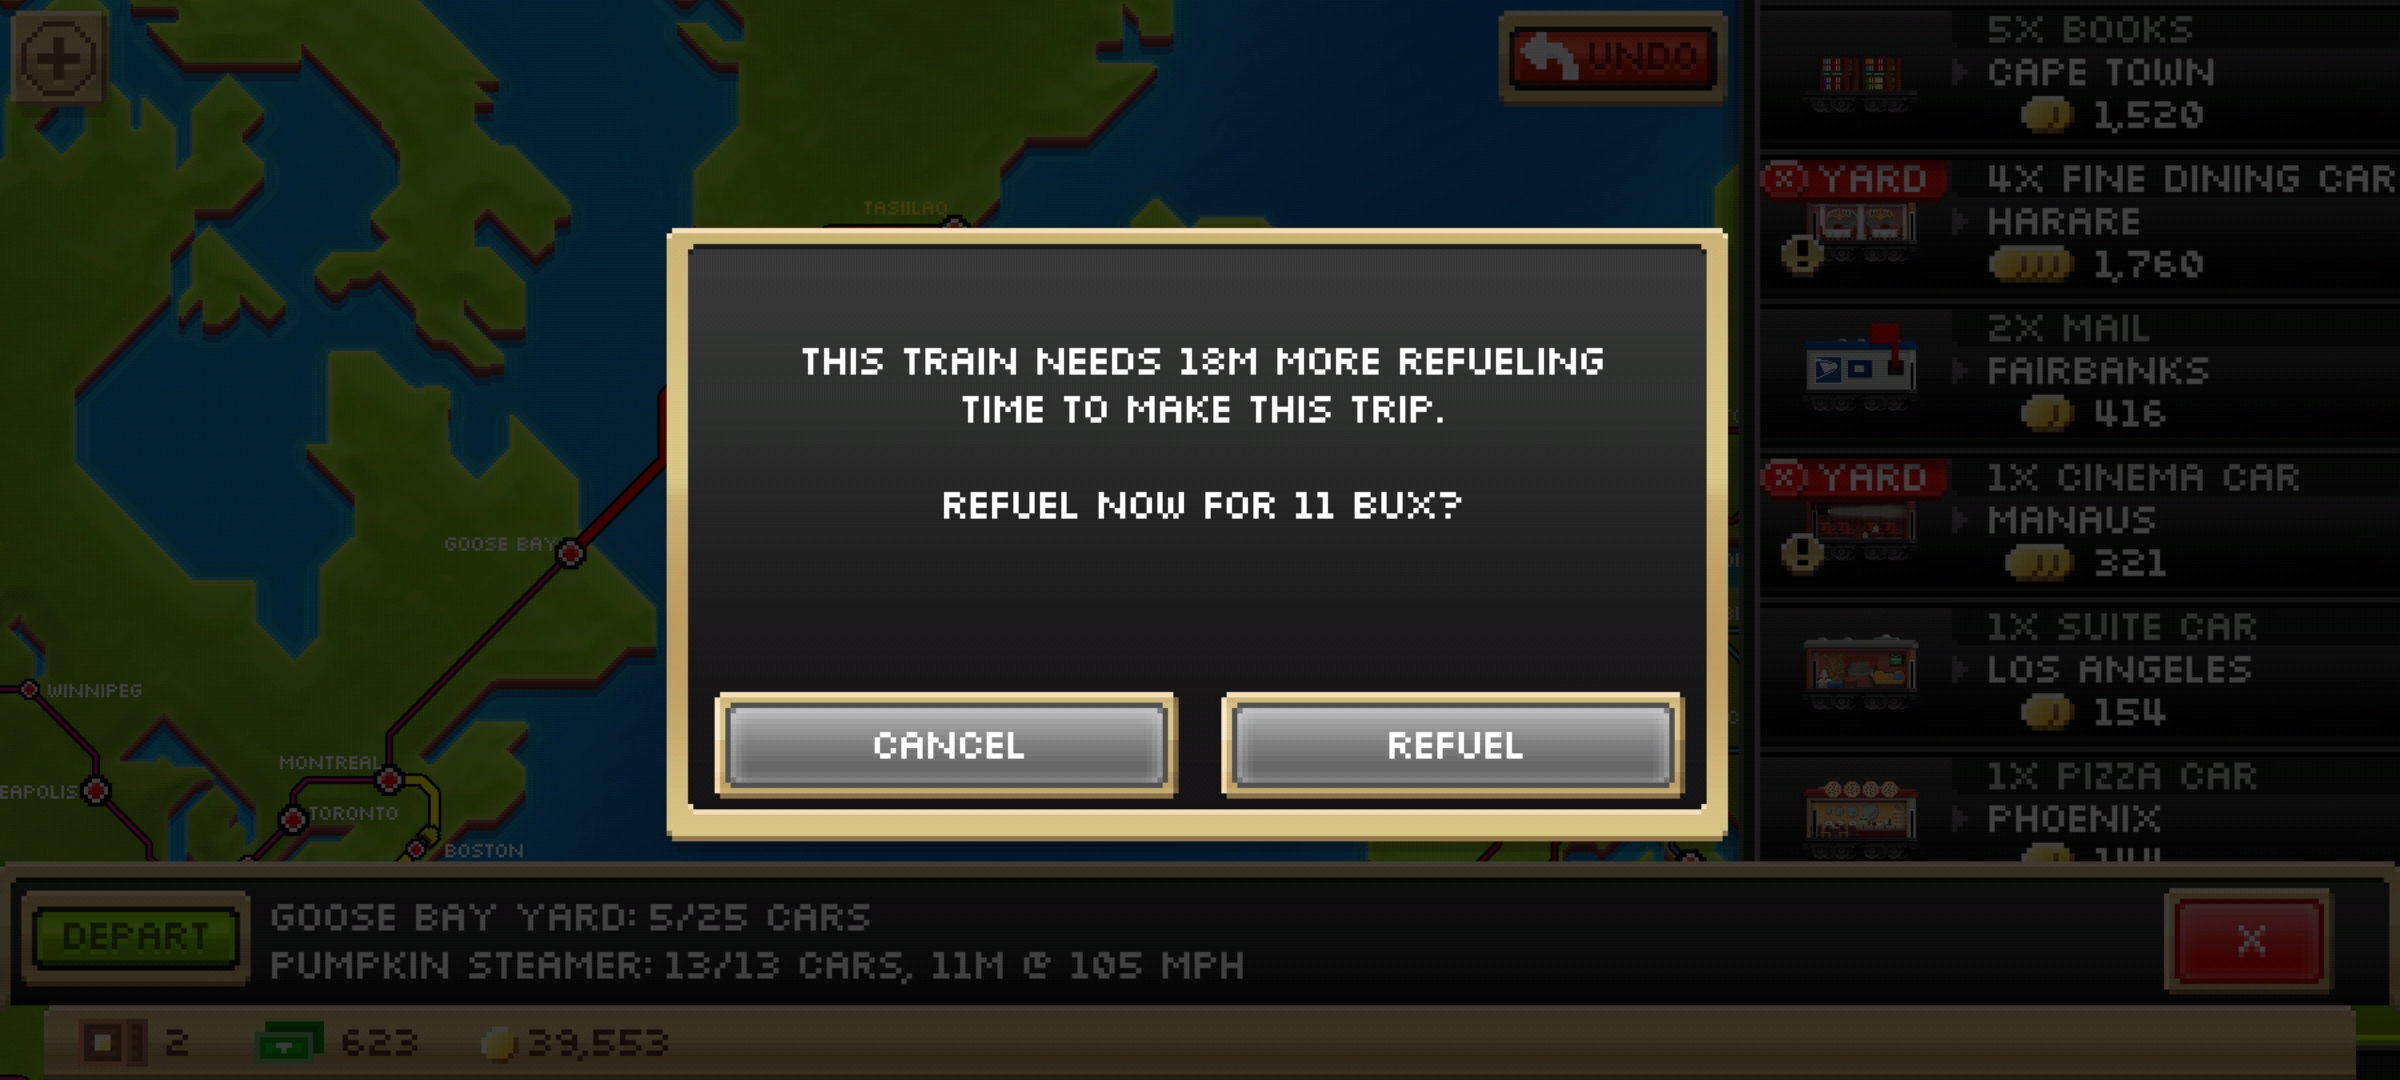 UNDO
TASIILAQ
GOOSE BAY
WINNIPEG
MONTREAL
EAPOLIS
TORONTO
BOSTON
THIS TRAIN NEEDS 18M MORE REFUELING
TIME TO MAKE THIS TRIP.
REFUEL NOW FOR 11 BUX?
CANCEL
REFUEL
5X BOOKS
CAPE TOWN
1,520
YARD
4X FINE DINING CAR
HARARE
1,760
2X MAIL
FAIRBANKS
416
YARD
1X CINEMA CAR
MANAUS
321
1X SUITE CAR
LOS ANGELES
154
1X PIZZA CAR
PHOENIX
DEPART
GOOSE BAY YARD: 5/25 CARS
PUMPKIN STEAMER: 13/13 CARS, 11M @ 105 MPH
X
2
623
39,553